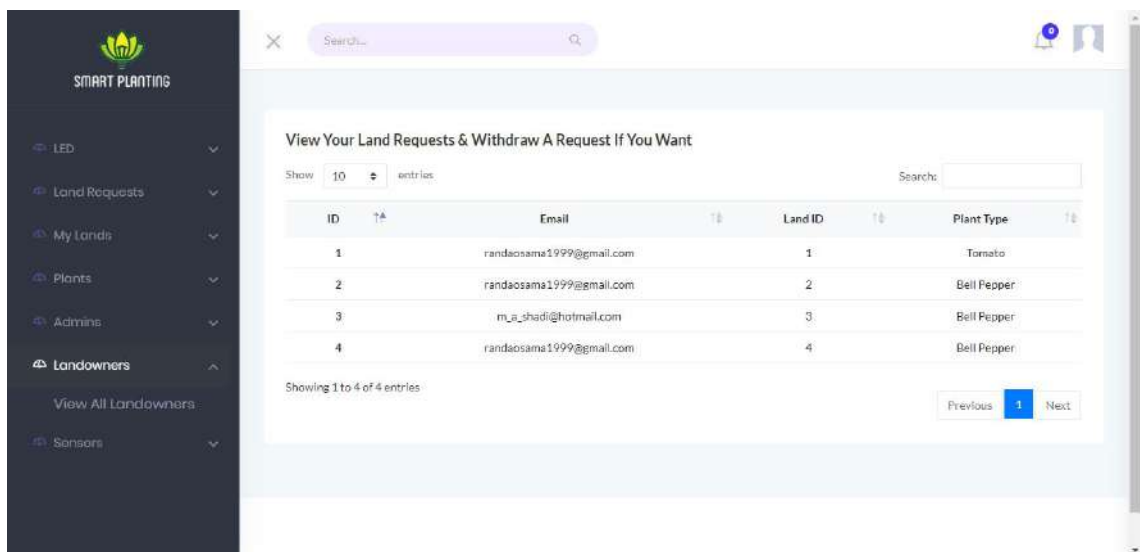 SMART PLANTING
LED
Land Requests
My Lands
Plants
Admins
Landowners
View All Landowners
Sensors
Search...
0
View Your Land Requests & Withdraw A Request If You Want
Show 10 entries Search:
ID Email Land ID Plant Type
1 randaosama1999@gmail.com 1 Tomato
2 randaosama1999@gmail.com 2 Bell Pepper
3 m_a_shadi@hotmail.com 3 Bell Pepper
4 randaosama1999@gmail.com 4 Bell Pepper
Showing 1 to 4 of 4 entries
Previous 1 Next